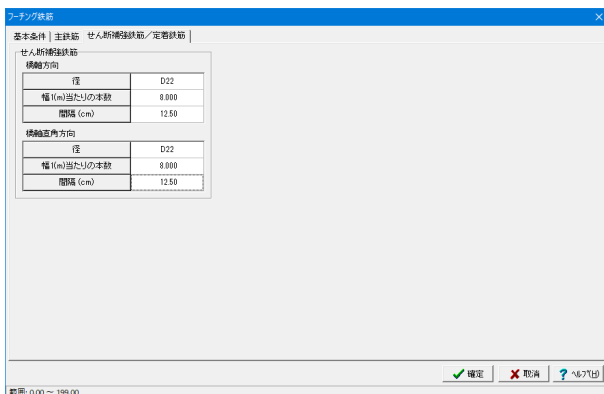 フーチング鉄筋
基本条件 主鉄筋 せん断補強鉄筋／定着鉄筋
せん断補強鉄筋
橋軸方向
径 D22
幅1(m)当たりの本数 8.000
間隔(cm) 12.50
橋軸直角方向
径 D22
幅1(m)当たりの本数 8.000
間隔(cm) 12.50
確定 取消 ? ヘルプ(H)
範囲: 0.00 ～ 199.00